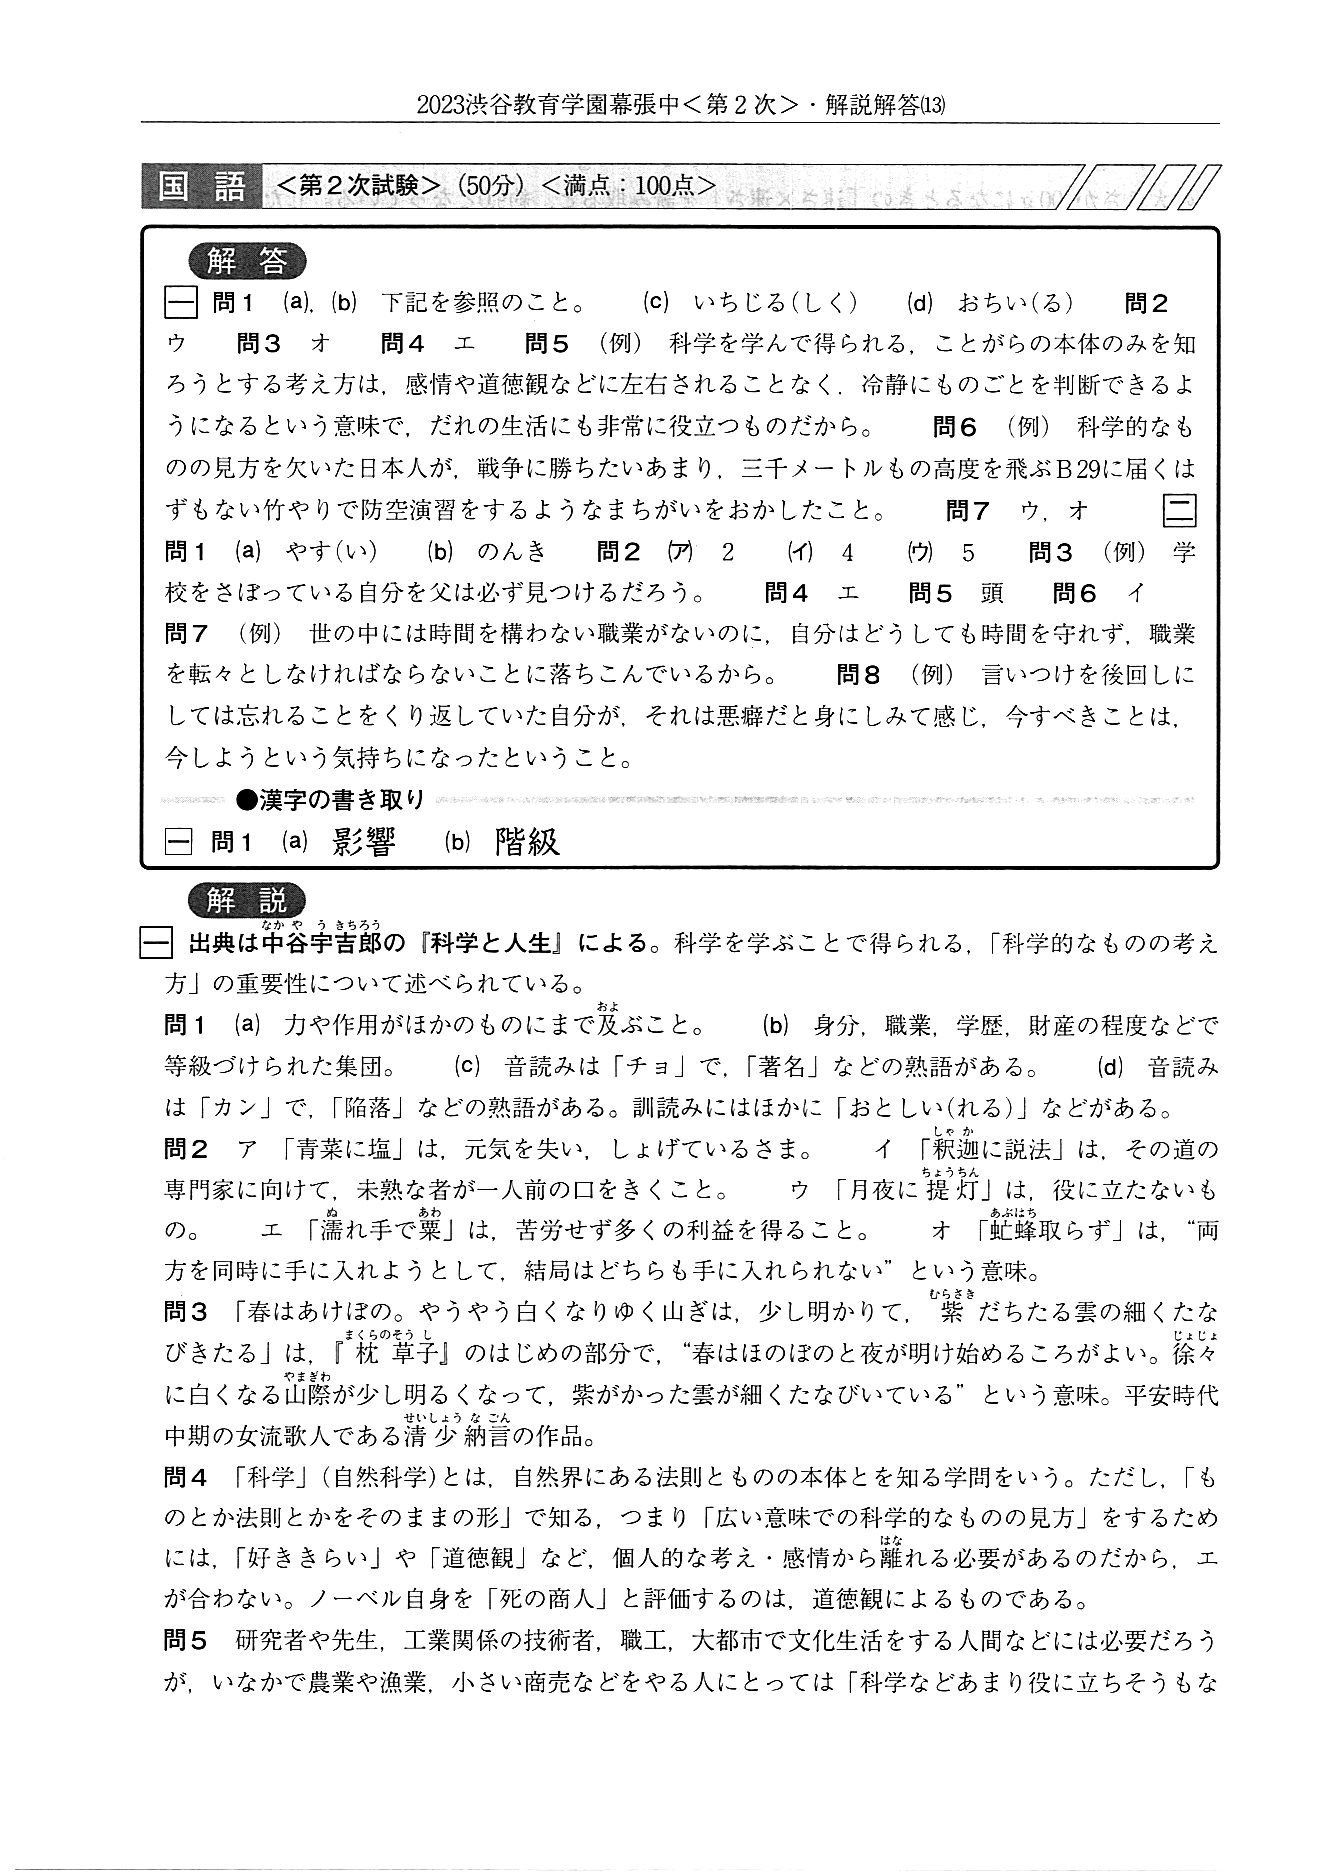 2023渋谷教育学園幕張中＜第２次＞・解説解答⒀
国 語 ＜第２次試験＞（50分）＜満点：100点＞
解 答
一 問１ (a)，(b) 下記を参照のこと。 (c) いちじる(しく) (d) おちい(る) 問２
ウ 問３ オ 問４ エ 問５ （例） 科学を学んで得られる，ことがらの本体のみを知
ろうとする考え方は，感情や道徳観などに左右されることなく，冷静にものごとを判断できるよ
うになるという意味で，だれの生活にも非常に役立つものだから。 問６ （例） 科学的なも
のの見方を欠いた日本人が，戦争に勝ちたいあまり，三千メートルもの高度を飛ぶＢ29に届くは
ずもない竹やりで防空演習をするようなまちがいをおかしたこと。 問７ ウ，オ 二
問１ (a) やす(い) (b) のんき 問２ (ア) 2 (イ) 4 (ウ) 5 問３ （例） 学
校をさぼっている自分を父は必ず見つけるだろう。 問４ エ 問５ 頭 問６ イ
問７ （例） 世の中には時間を構わない職業がないのに，自分はどうしても時間を守れず，職業
を転々としなければならないことに落ちこんでいるから。 問８ （例） 言いつけを後回しに
しては忘れることをくり返していた自分が，それは悪癖だと身にしみて感じ，今すべきことは，
今しようという気持ちになったということ。
●漢字の書き取り
一 問１ (a) 影響 (b) 階級
解 説
一 出典は中谷宇吉郎の『科学と人生』による。科学を学ぶことで得られる，「科学的なものの考え
方」の重要性について述べられている。
問１ (a) 力や作用がほかのものにまで及ぶこと。 (b) 身分，職業，学歴，財産の程度などで
等級づけられた集団。 (c) 音読みは「チョ」で，「著名」などの熟語がある。 (d) 音読み
は「カン」で，「陥落」などの熟語がある。訓読みにはほかに「おとしい(れる)」などがある。
問２ ア 「青菜に塩」は，元気を失い，しょげているさま。 イ 「釈迦に説法」は，その道の
専門家に向けて，未熟な者が一人前の口をきくこと。 ウ 「月夜に提灯」は，役に立たないも
の。 エ 「濡れ手で粟」は，苦労せず多くの利益を得ること。 オ 「虻蜂取らず」は，“両
方を同時に手に入れようとして，結局はどちらも手に入れられない”という意味。
問３ 「春はあけぼの。やうやう白くなりゆく山ぎは，少し明かりて，紫だちたる雲の細くたな
びきたる」は，『枕草子』のはじめの部分で，“春はほのぼのと夜が明け始めるころがよい。徐々
に白くなる山際が少し明るくなって，紫がかった雲が細くたなびいている”という意味。平安時代
中期の女流歌人である清少納言の作品。
問４ 「科学」（自然科学）とは，自然界にある法則とものの本体とを知る学問をいう。ただし，「も
のとか法則とかをそのままの形」で知る，つまり「広い意味での科学的なものの見方」をするため
には，「好ききらい」や「道徳観」など，個人的な考え・感情から離れる必要があるのだから，エ
が合わない。ノーベル自身を「死の商人」と評価するのは，道徳観によるものである。
問５ 研究者や先生，工業関係の技術者，職工，大都市で文化生活をする人間などには必要だろう
が，いなかで農業や漁業，小さい商売などをやる人にとっては「科学などあまり役に立ちそうもな